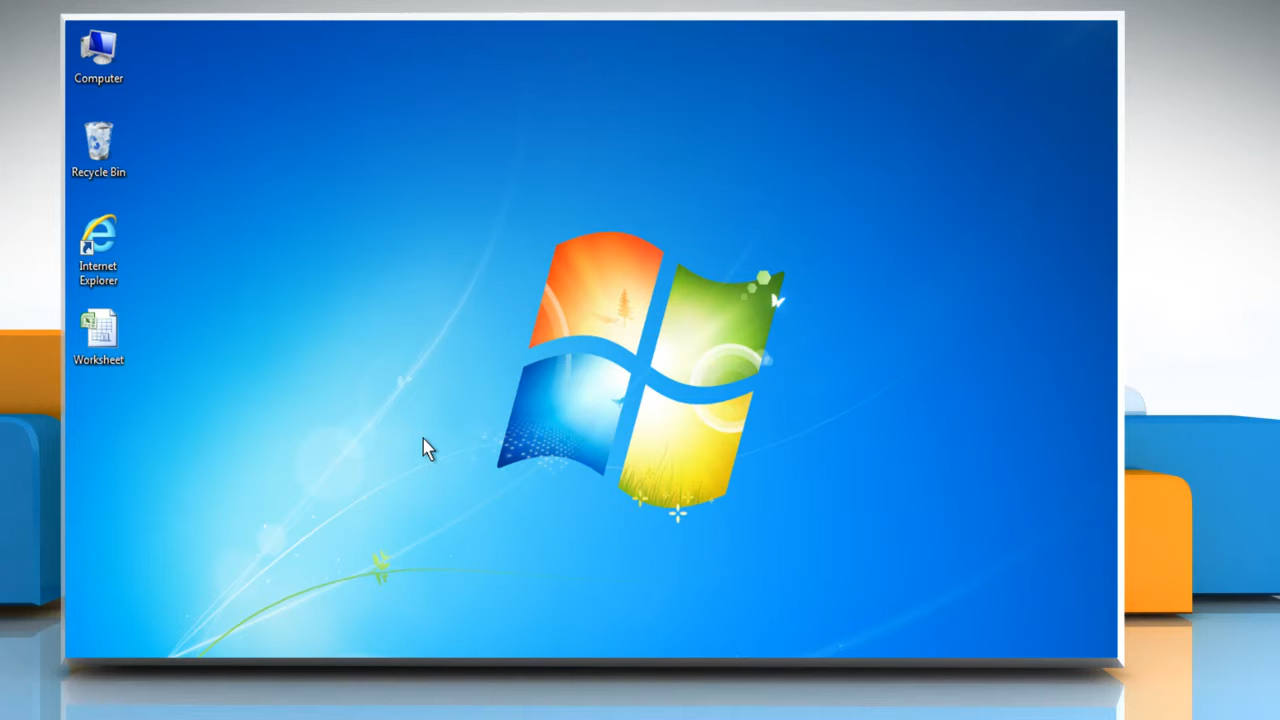 Computer
Recycle Bin
Internet
Explorer
Worksheet